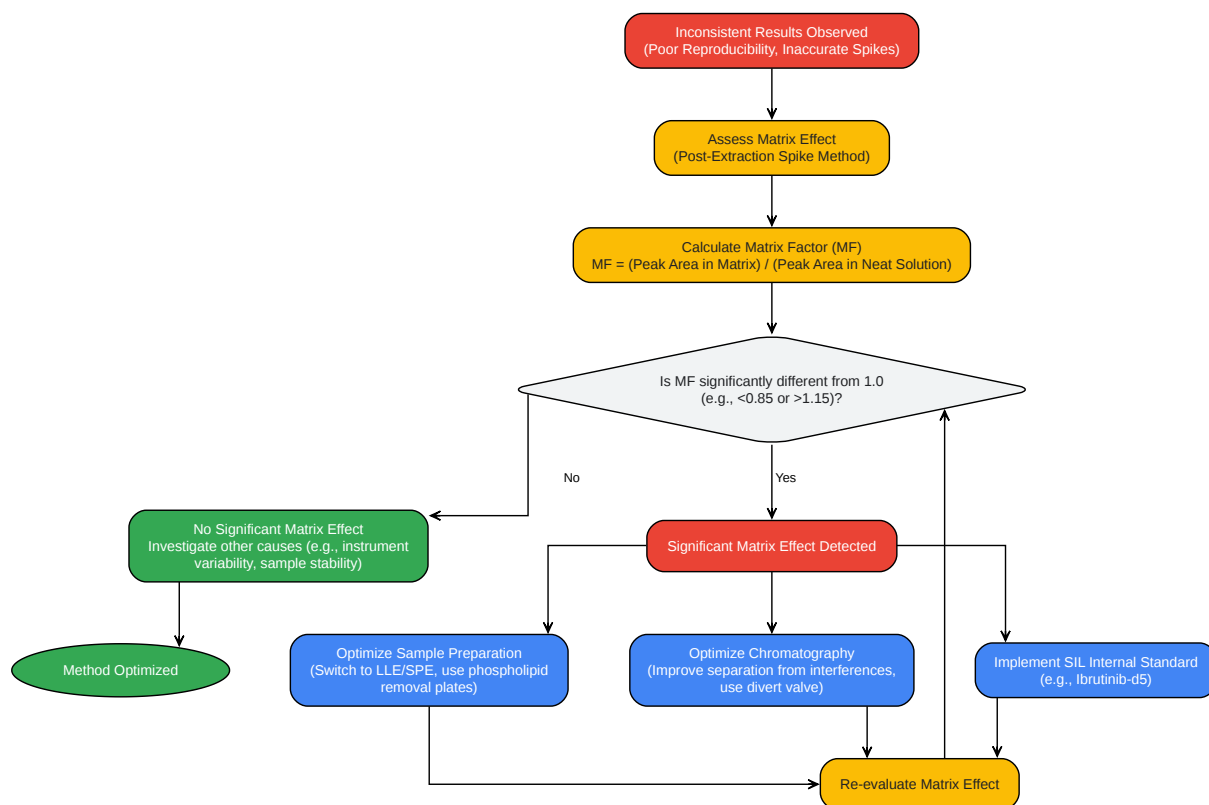 Inconsistent Results Observed
(Poor Reproducibility, Inaccurate Spikes)
Assess Matrix Effect
(Post-Extraction Spike Method)
Calculate Matrix Factor (MF)
MF = (Peak Area in Matrix) / (Peak Area in Neat Solution)
Is MF significantly different from 1.0
(e.g., <0.85 or >1.15)?
No
Yes
No Significant Matrix Effect
Investigate other causes (e.g., instrument
variability, sample stability)
Significant Matrix Effect Detected
Method Optimized
Optimize Sample Preparation
(Switch to LLE/SPE, use phospholipid
removal plates)
Optimize Chromatography
(Improve separation from interferences,
use divert valve)
Implement SIL Internal Standard
(e.g., Ibrutinib-d5)
Re-evaluate Matrix Effect